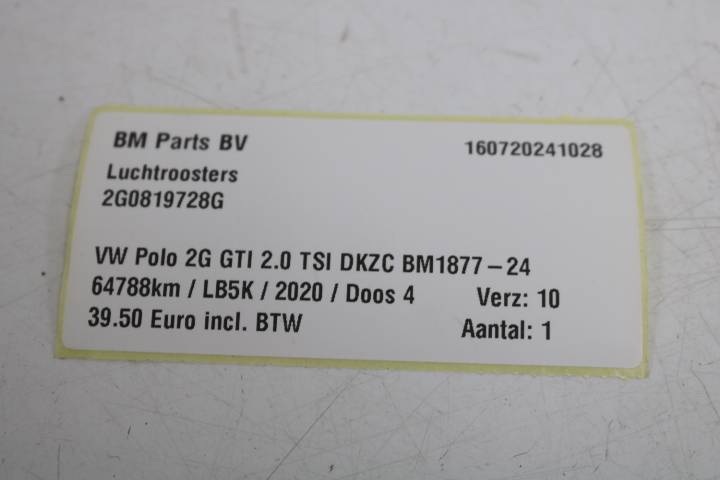 BM Parts BV 160720241028
Luchtroosters
2G0819728G
VW Polo 2G GTI 2.0 TSI DKZC BM1877-24
64788km / LB5K / 2020 / Doos 4 Verz: 10
39.50 Euro incl. BTW Aantal: 1